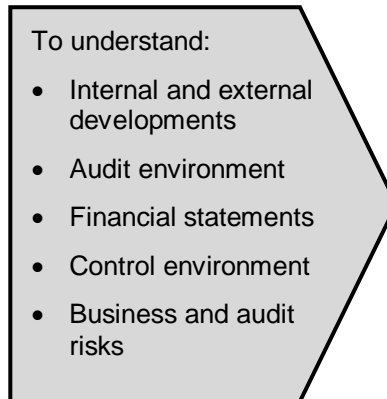 To understand:
• Internal and external
developments
• Audit environment
• Financial statements
• Control environment
• Business and audit
risks